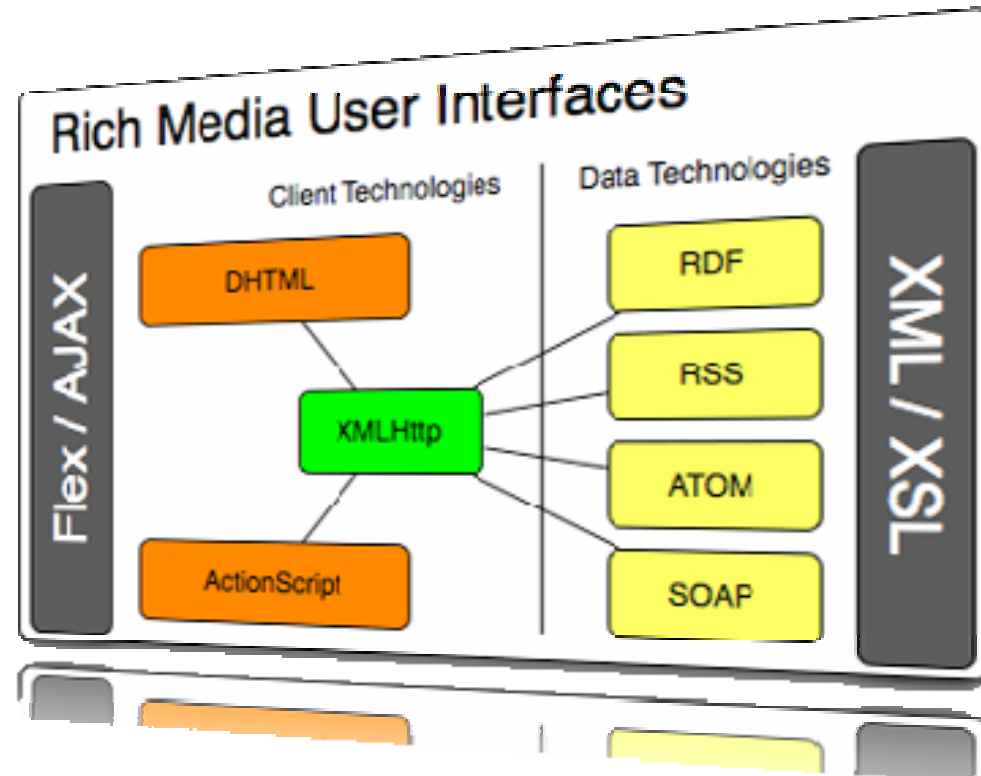 Rich Media User Interfaces
Client Technologies
Data Technologies
Flex / AJAX
DHTML
XMLHttp
ActionScript
RDF
RSS
ATOM
SOAP
XML / XSL